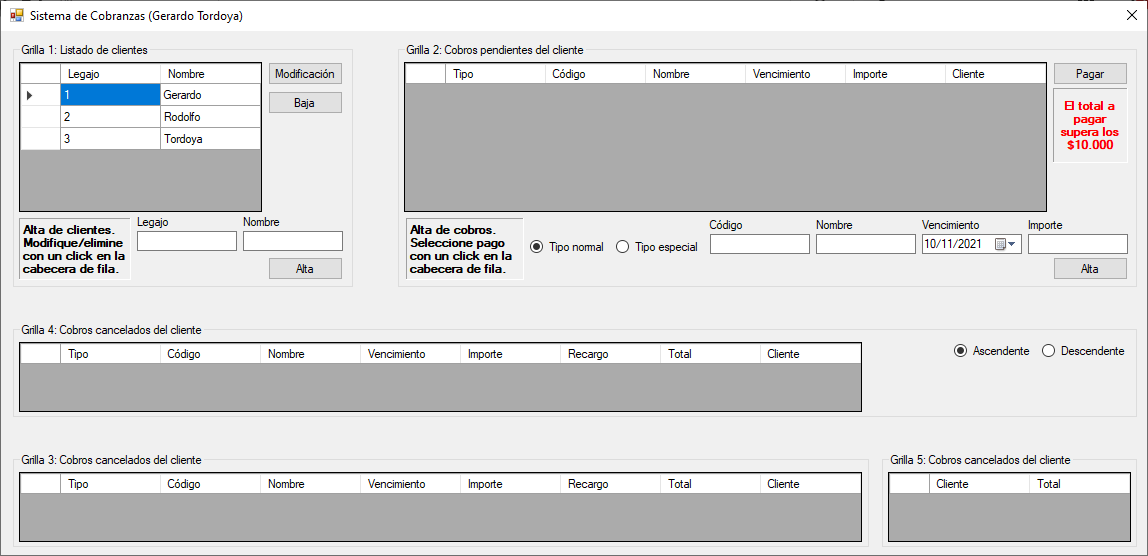 Sistema de Cobranzas (Gerardo Tordoya)
Grilla 1: Listado de clientes
Legajo Nombre
1 Gerardo
2 Rodolfo
3 Tordoya
Modificación
Baja
Alta de clientes.
Modifique/elimine
con un click en la
cabecera de fila.
Legajo Nombre
Alta
Grilla 2: Cobros pendientes del cliente
Tipo Código Nombre Vencimiento Importe Cliente
Pagar
El total a
pagar
supera los
$10.000
Alta de cobros.
Seleccione pago
con un click en la
cabecera de fila.
Tipo normal Tipo especial
Código Nombre Vencimiento Importe
10/11/2021
Alta
Grilla 4: Cobros cancelados del cliente
Tipo Código Nombre Vencimiento Importe Recargo Total Cliente
Ascendente Descendente
Grilla 3: Cobros cancelados del cliente
Tipo Código Nombre Vencimiento Importe Recargo Total Cliente
Grilla 5: Cobros cancelados del cliente
Cliente Total